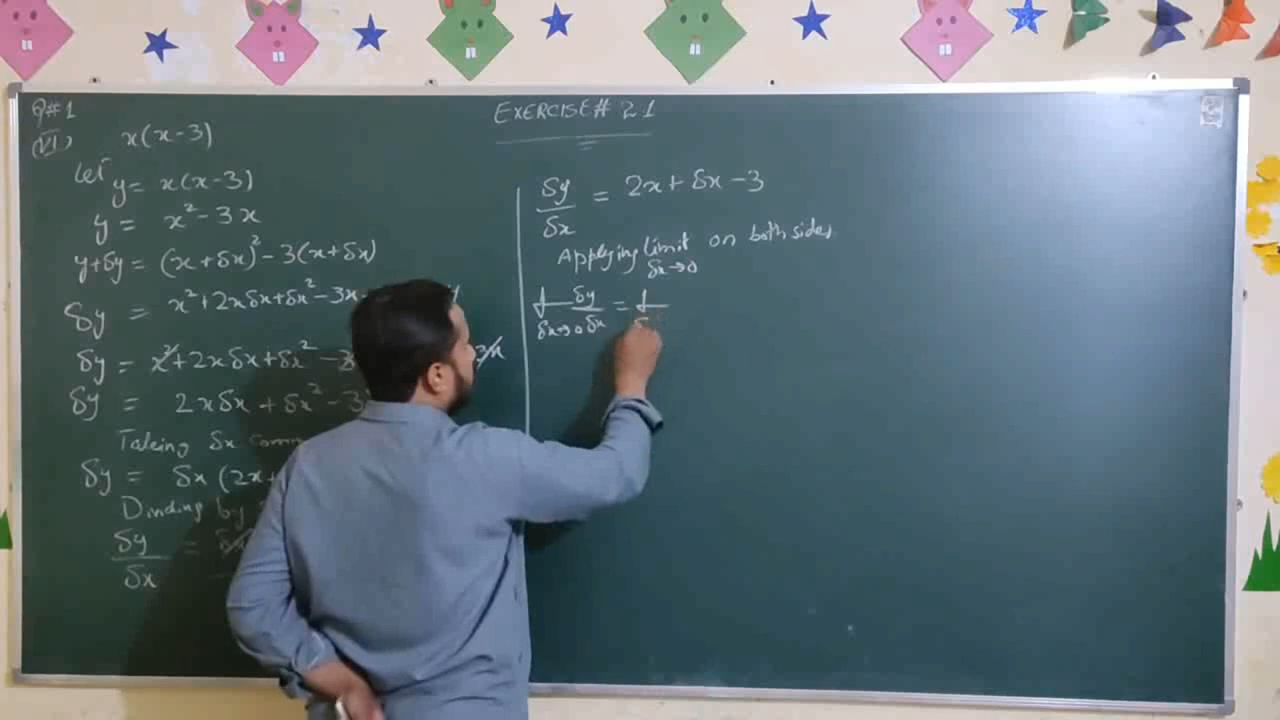 EXERCISE # 2.1
Q#1
(VI) x(x-3)
Let y = x(x-3)
y = x² - 3x
y+δy = (x+δx)² - 3(x+δx)
δy = x² + 2xδx + δx² - 3x
δy = x² + 2xδx + δx² - 3 3x
δy = 2xδx + δx² - 3
Taking δx comm
δy = δx (2x+
Dividing by
δy/δx =
δy/δx = 2x + δx - 3
Applying limit on both sides
δx→0
δx→0 δy/δx =